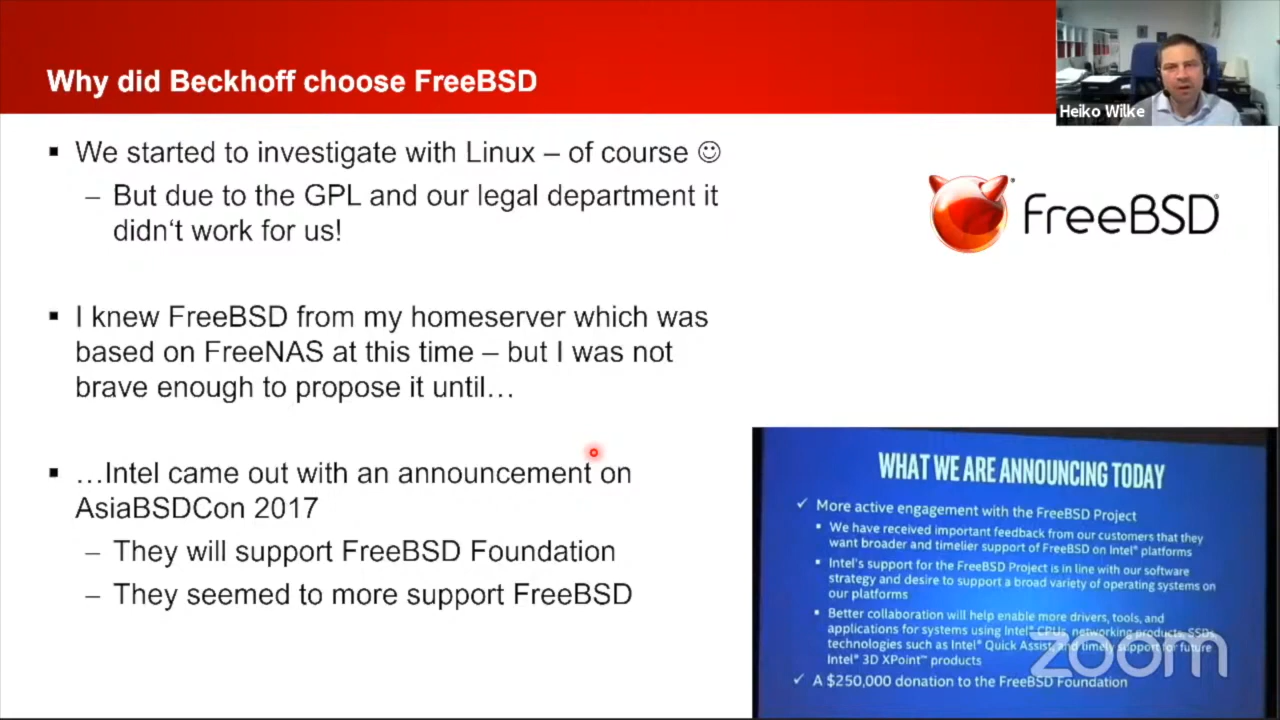 Why did Beckhoff choose FreeBSD
Heiko Wilke
▪ We started to investigate with Linux – of course ☺
– But due to the GPL and our legal department it
didn‘t work for us!
FreeBSD®
▪ I knew FreeBSD from my homeserver which was
based on FreeNAS at this time – but I was not
brave enough to propose it until…
▪ …Intel came out with an announcement on
AsiaBSDCon 2017
– They will support FreeBSD Foundation
– They seemed to more support FreeBSD
WHAT WE ARE ANNOUNCING TODAY
✓ More active engagement with the FreeBSD Project
▪ We have received important feedback from our customers that they
want broader and timelier support of FreeBSD on Intel® platforms
▪ Intel's support for the FreeBSD Project is in line with our software
strategy and desire to support a broad variety of operating systems on
our platforms
▪ Better collaboration will help enable more drivers, tools, and
applications for systems using Intel® CPUs, networking products, SSDs,
technologies such as Intel® Quick Assist, and timely support for future
Intel® 3D XPoint™ products
✓ A $250,000 donation to the FreeBSD Foundation
zoom